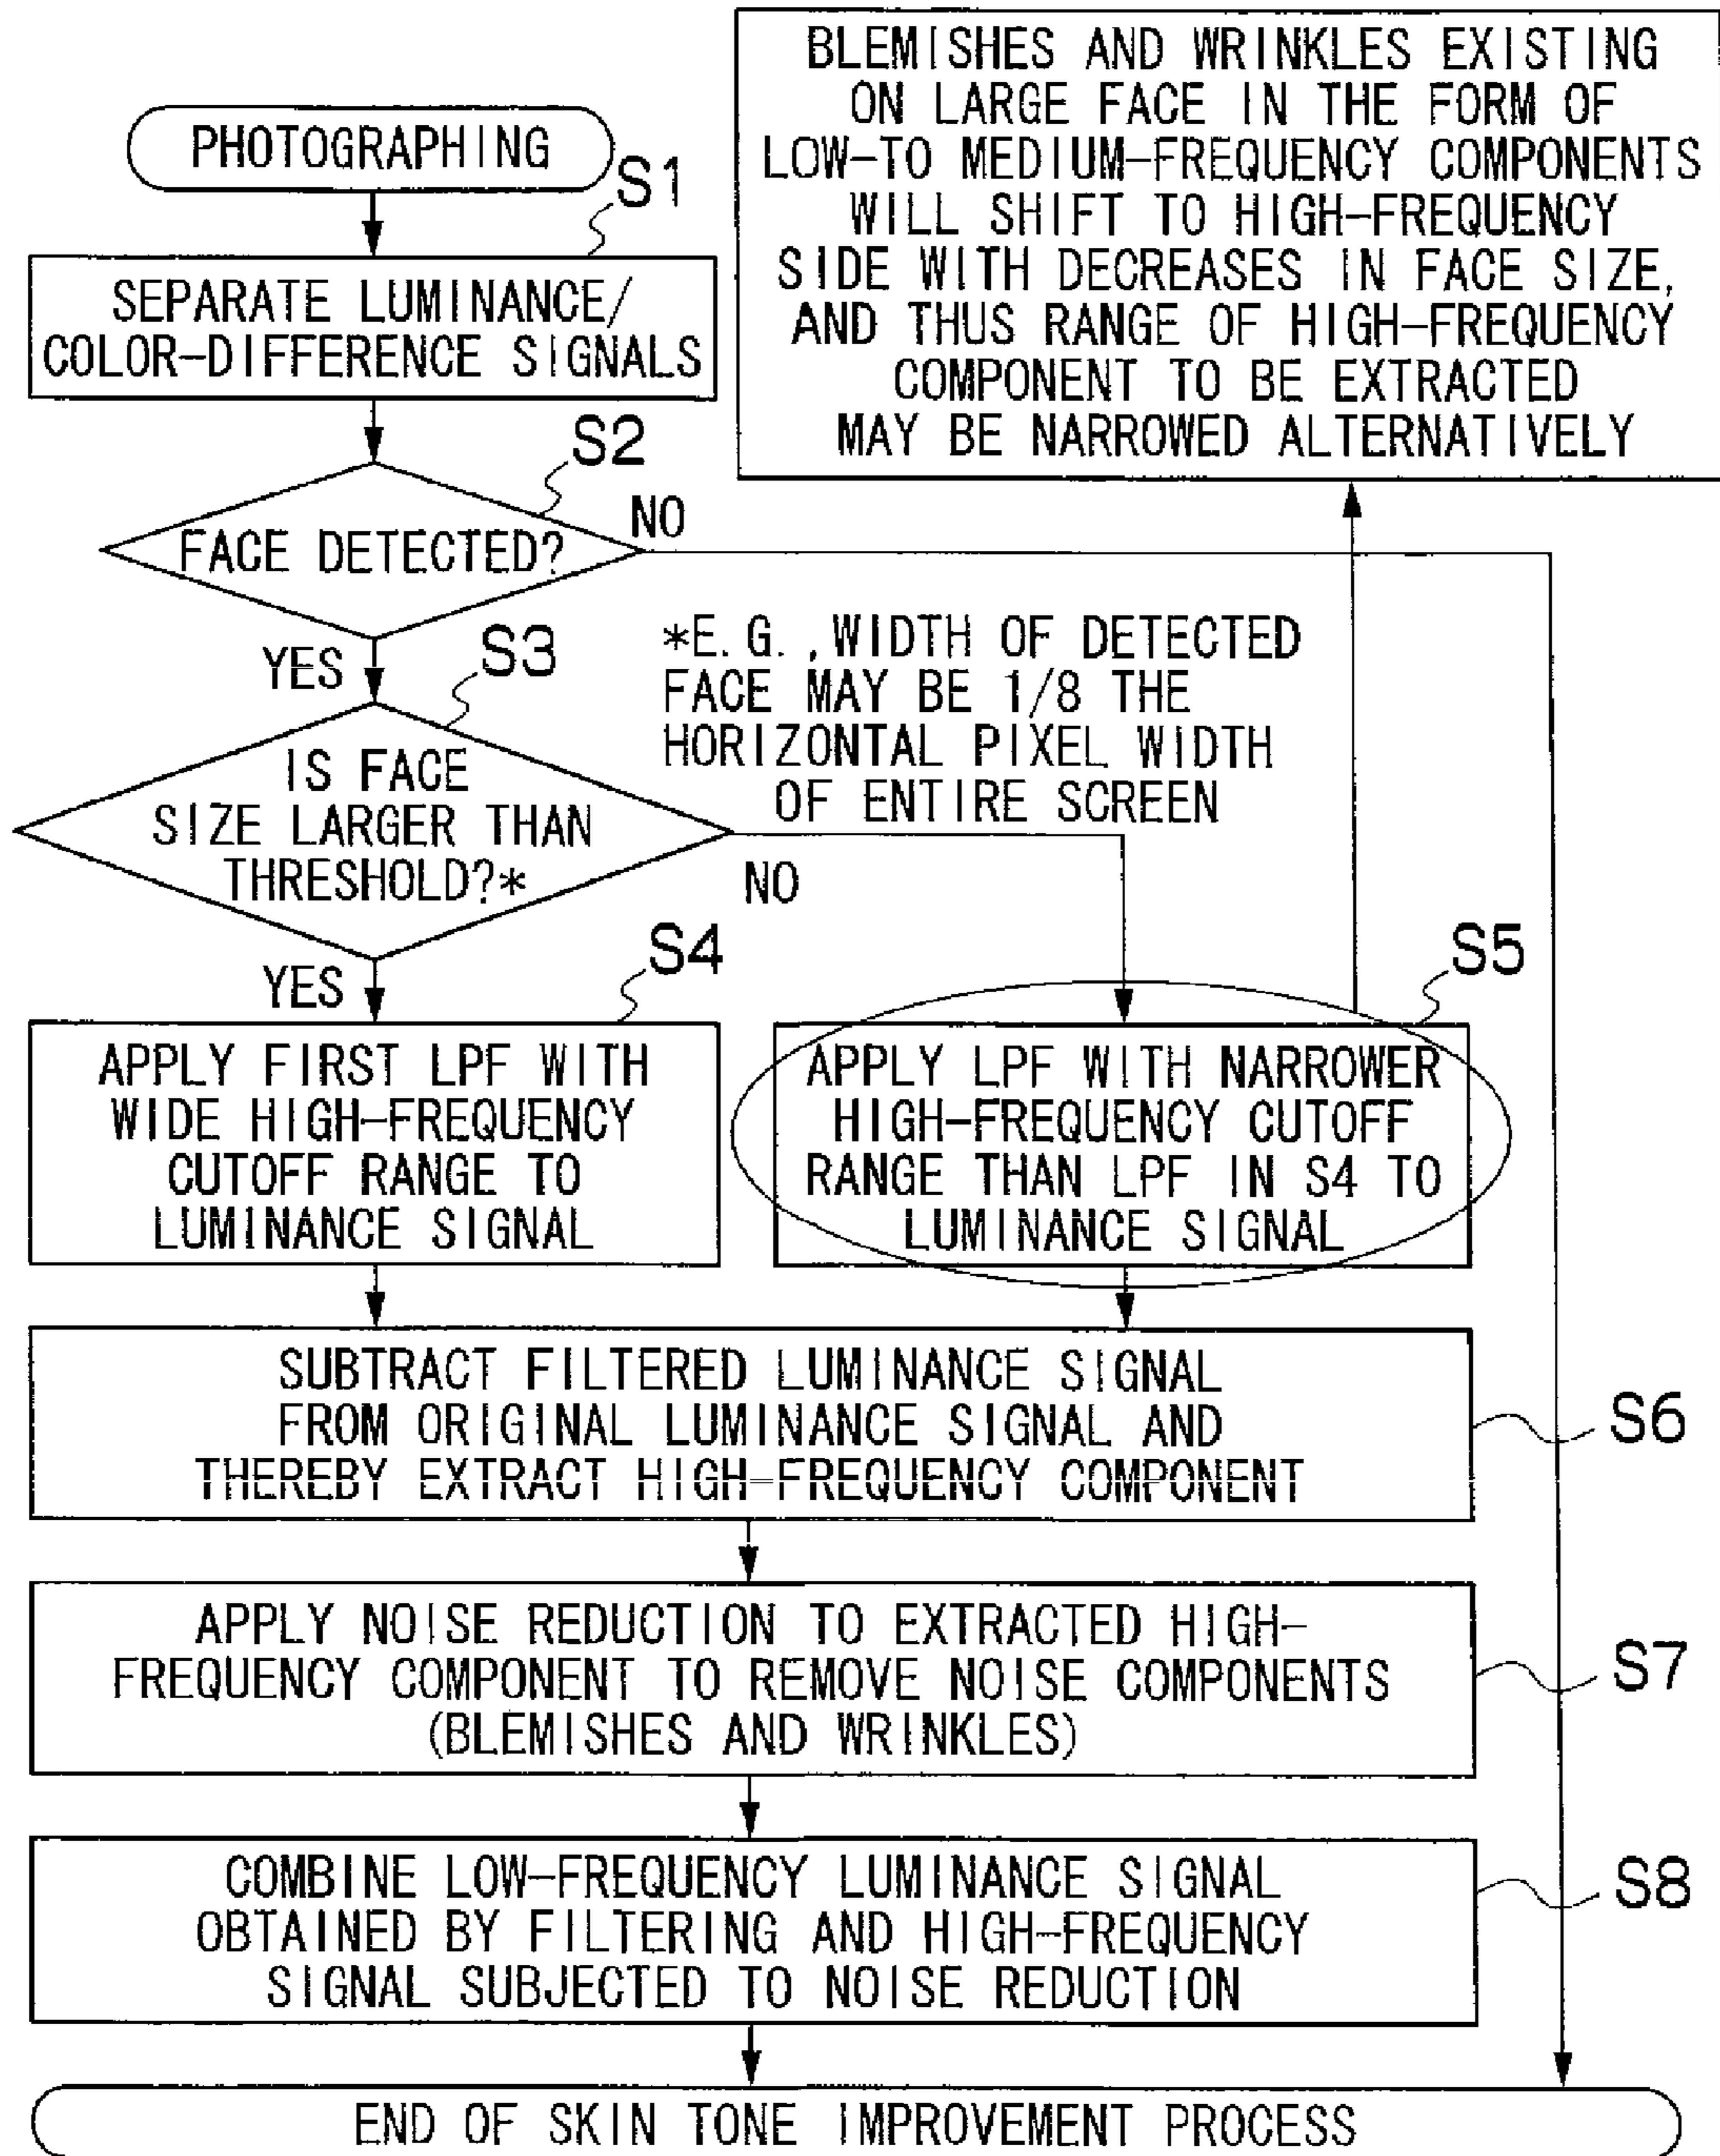 PHOTOGRAPHING
S1
SEPARATE LUMINANCE/
COLOR-DIFFERENCE SIGNALS
S2
FACE DETECTED?
NO
YES
S3
IS FACE
SIZE LARGER THAN
THRESHOLD?*
NO
YES
*E.G.,WIDTH OF DETECTED
FACE MAY BE 1/8 THE
HORIZONTAL PIXEL WIDTH
OF ENTIRE SCREEN
BLEMISHES AND WRINKLES EXISTING
ON LARGE FACE IN THE FORM OF
LOW-TO MEDIUM-FREQUENCY COMPONENTS
WILL SHIFT TO HIGH-FREQUENCY
SIDE WITH DECREASES IN FACE SIZE,
AND THUS RANGE OF HIGH-FREQUENCY
COMPONENT TO BE EXTRACTED
MAY BE NARROWED ALTERNATIVELY
S4
APPLY FIRST LPF WITH
WIDE HIGH-FREQUENCY
CUTOFF RANGE TO
LUMINANCE SIGNAL
S5
APPLY LPF WITH NARROWER
HIGH-FREQUENCY CUTOFF
RANGE THAN LPF IN S4 TO
LUMINANCE SIGNAL
SUBTRACT FILTERED LUMINANCE SIGNAL
FROM ORIGINAL LUMINANCE SIGNAL AND
THEREBY EXTRACT HIGH-FREQUENCY COMPONENT
S6
APPLY NOISE REDUCTION TO EXTRACTED HIGH-
FREQUENCY COMPONENT TO REMOVE NOISE COMPONENTS
(BLEMISHES AND WRINKLES)
S7
COMBINE LOW-FREQUENCY LUMINANCE SIGNAL
OBTAINED BY FILTERING AND HIGH-FREQUENCY
SIGNAL SUBJECTED TO NOISE REDUCTION
S8
END OF SKIN TONE IMPROVEMENT PROCESS